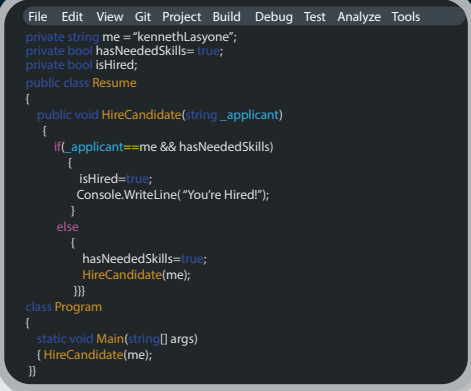 File Edit View Git Project Build Debug Test Analyze Tools
private string me = “kennethLasyone”;
private bool hasNeededSkills= true;
private bool isHired;
public class Resume
{
public void HireCandidate(string _applicant)
{
if(_applicant==me && hasNeededSkills)
{
isHired=true;
Console.WriteLine( “You’re Hired!”);
}
else
{
hasNeededSkills=true;
HireCandidate(me);
}}}
class Program
{
static void Main(string[] args)
{ HireCandidate(me);
}}